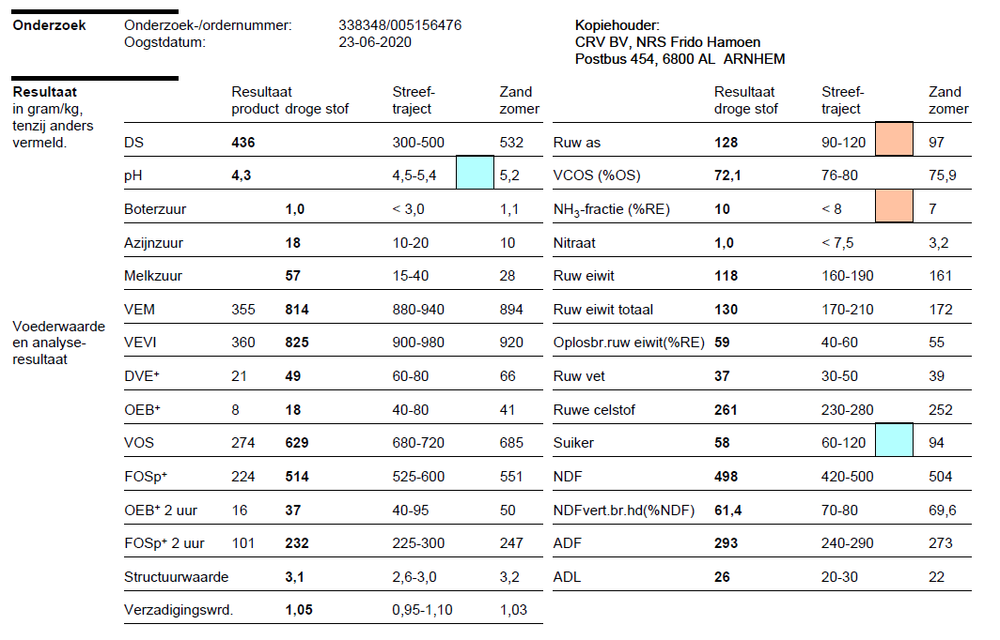 Onderzoek Onderzoek-/ordernummer: 338348/005156476 Kopiehouder:
Oogstdatum: 23-06-2020 CRV BV, NRS Frido Hamoen
Postbus 454, 6800 AL ARNHEM
Resultaat Resultaat Streef- Zand Resultaat Streef- Zand
in gram/kg, product droge stof traject zomer droge stof traject zomer
tenzij anders
vermeld. DS 436 300-500 532 Ruw as 128 90-120 97
pH 4,3 4,5-5,4 5,2 VCOS (%OS) 72,1 76-80 75,9
Boterzuur 1,0 < 3,0 1,1 NH3-fractie (%RE) 10 < 8 7
Azijnzuur 18 10-20 10 Nitraat 1,0 < 7,5 3,2
Melkzuur 57 15-40 28 Ruw eiwit 118 160-190 161
VEM 355 814 880-940 894 Ruw eiwit totaal 130 170-210 172
Voederwaarde
en analyse- VEVI 360 825 900-980 920 Oplosbr.ruw eiwit(%RE) 59 40-60 55
resultaat
DVE+ 21 49 60-80 66 Ruw vet 37 30-50 39
OEB+ 8 18 40-80 41 Ruwe celstof 261 230-280 252
VOS 274 629 680-720 685 Suiker 58 60-120 94
FOSp+ 224 514 525-600 551 NDF 498 420-500 504
OEB+ 2 uur 16 37 40-95 50 NDFvert.br.hd(%NDF) 61,4 70-80 69,6
FOSp+ 2 uur 101 232 225-300 247 ADF 293 240-290 273
Structuurwaarde 3,1 2,6-3,0 3,2 ADL 26 20-30 22
Verzadigingswrd. 1,05 0,95-1,10 1,03